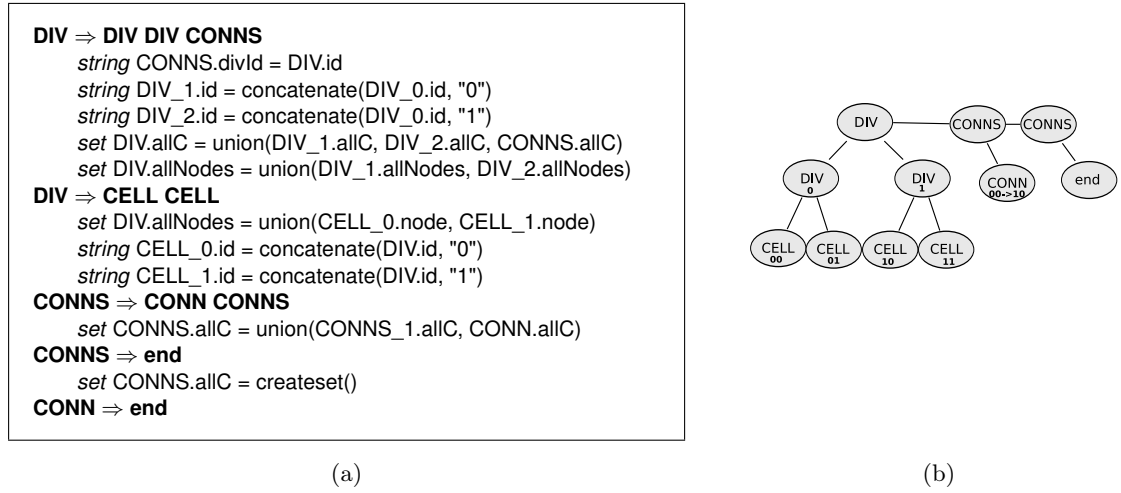 DIV ⇒ DIV DIV CONNS
string CONNS.divId = DIV.id
string DIV_1.id = concatenate(DIV_0.id, "0")
string DIV_2.id = concatenate(DIV_0.id, "1")
set DIV.allC = union(DIV_1.allC, DIV_2.allC, CONNS.allC)
set DIV.allNodes = union(DIV_1.allNodes, DIV_2.allNodes)
DIV ⇒ CELL CELL
set DIV.allNodes = union(CELL_0.node, CELL_1.node)
string CELL_0.id = concatenate(DIV.id, "0")
string CELL_1.id = concatenate(DIV.id, "1")
CONNS ⇒ CONN CONNS
set CONNS.allC = union(CONNS_1.allC, CONN.allC)
CONNS ⇒ end
set CONNS.allC = createset()
CONN ⇒ end
(a)
DIV CONNS CONNS
DIV DIV CONN end
0 1 00->10
CELL CELL CELL CELL
00 01 10 11
(b)